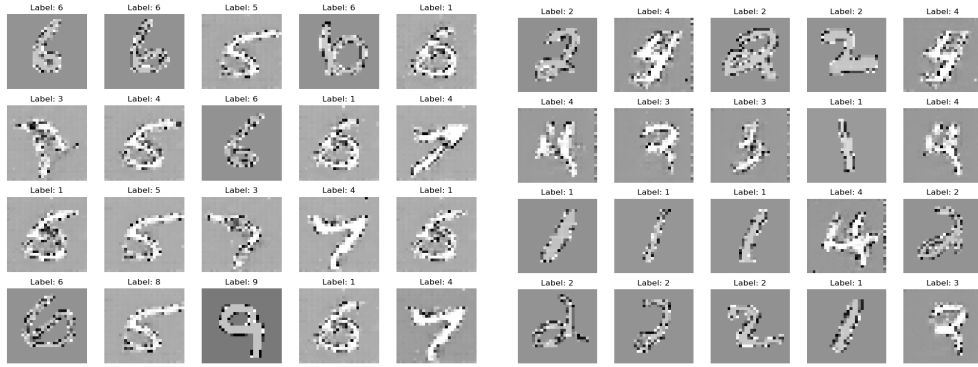 Label: 6 Label: 6 Label: 5 Label: 6 Label: 1
Label: 3 Label: 4 Label: 6 Label: 1 Label: 4
Label: 1 Label: 5 Label: 3 Label: 4 Label: 1
Label: 6 Label: 8 Label: 9 Label: 1 Label: 4
Label: 2 Label: 4 Label: 2 Label: 2 Label: 4
Label: 4 Label: 3 Label: 3 Label: 1 Label: 4
Label: 1 Label: 1 Label: 1 Label: 4 Label: 2
Label: 2 Label: 2 Label: 2 Label: 1 Label: 3